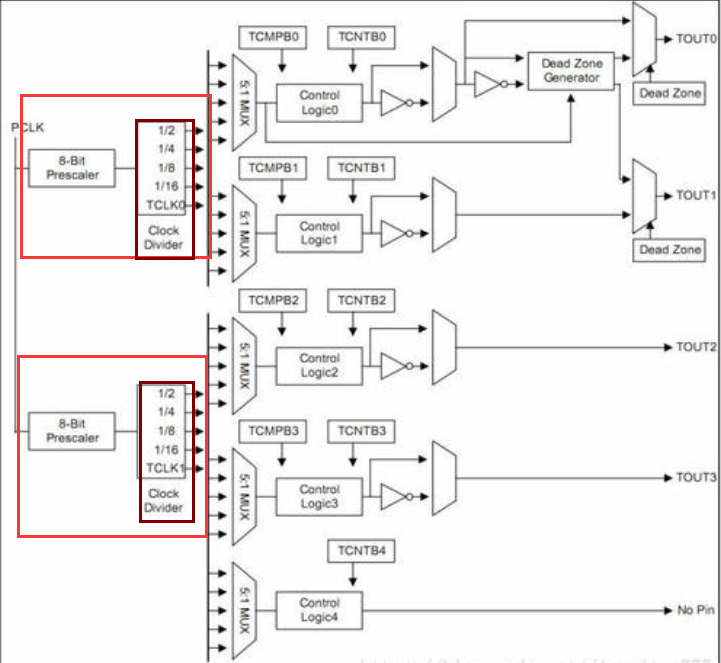 TCMPB0
TCNTB0
TOUT0
5:1 MUX
Control
Logic0
Dead Zone
Generator
Dead Zone
PCLK
8-Bit
Prescaler
1/2
1/4
1/8
1/16
TCLK0
Clock
Divider
TCMPB1
TCNTB1
TOUT1
5:1 MUX
Control
Logic1
Dead Zone
TCMPB2
TCNTB2
TOUT2
5:1 MUX
Control
Logic2
8-Bit
Prescaler
1/2
1/4
1/8
1/16
TCLK1
Clock
Divider
TCMPB3
TCNTB3
TOUT3
5:1 MUX
Control
Logic3
TCNTB4
5:1 MUX
Control
Logic4
No Pin